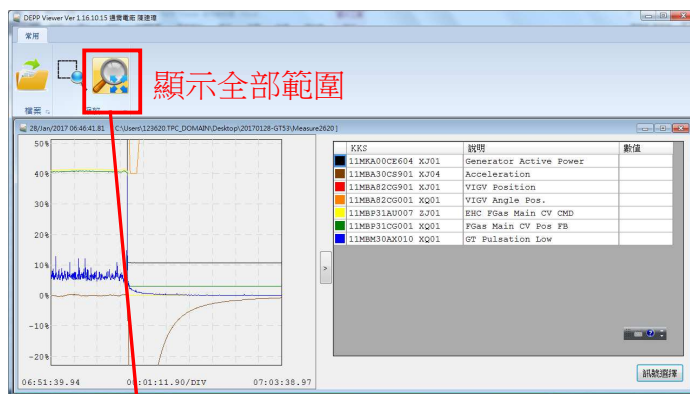 DEPP Viewer Ver 1.16.10.15 通霄電廠 陳建璋
常用
顯示全部範圍
檔案
28/Jan/2017 06:46:41.81 C:\Users\123620.TPC_DOMAIN\Desktop\20170128-GT53\Measure2620 ]
50%
40%
30%
20%
10%
0%
-10%
-20%
06:51:39.94 00:01:11.90/DIV 07:03:38.97
>
KKS 說明 數值
11MKA00CE604 XJ01 Generator Active Power
11MBA30CS901 XJ04 Acceleration
11MBA82CG901 XJ01 VIGV Position
11MBA82CG001 XQ01 VIGV Angle Pos.
11MBP31AU007 ZJ01 EHC FGas Main CV CMD
11MBP31CG001 XQ01 FGas Main CV Pos FB
11MBM30AX010 XQ01 GT Pulsation Low
訊號選擇